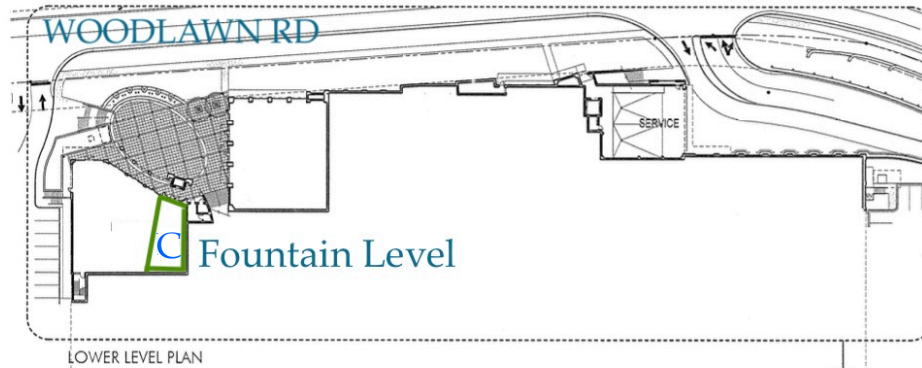 WOODLAWN RD
SERVICE
C Fountain Level
LOWER LEVEL PLAN